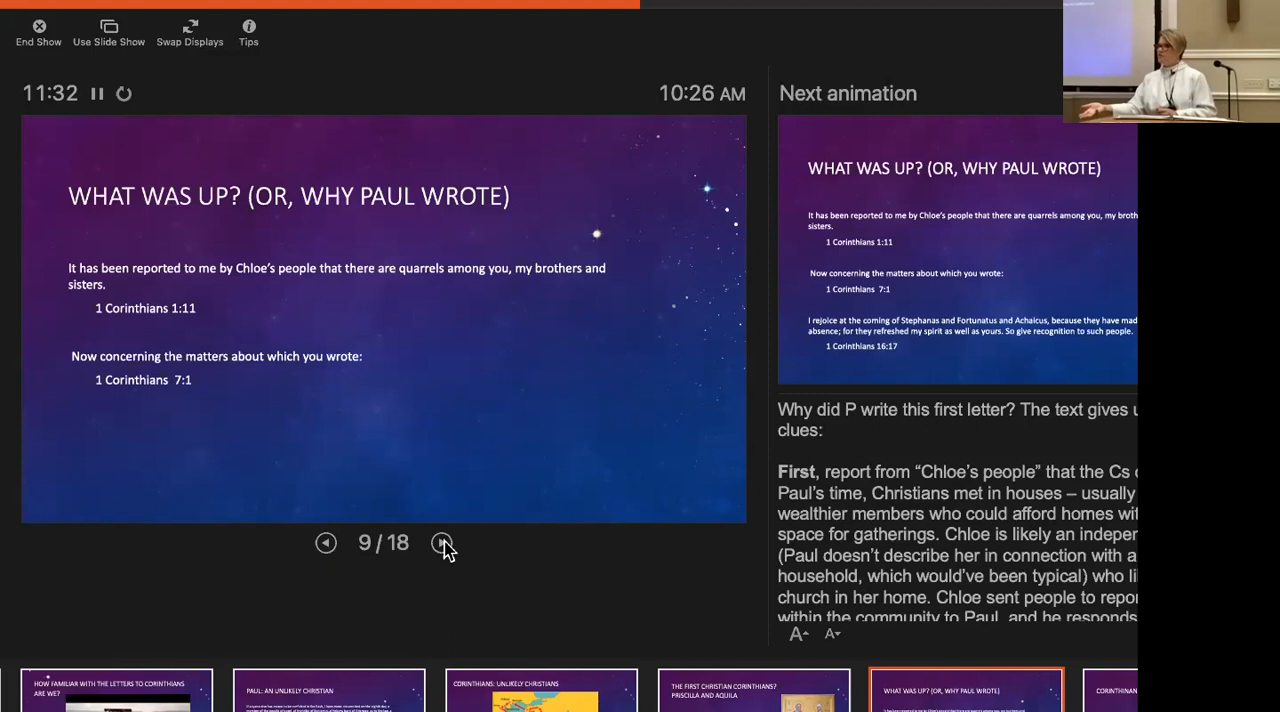 End Show
Use Slide Show
Swap Displays
Tips
11:32
10:26 AM
WHAT WAS UP? (OR, WHY PAUL WROTE)
It has been reported to me by Chloe's people that there are quarrels among you, my brothers and
sisters.
1 Corinthians 1:11
Now concerning the matters about which you wrote:
1 Corinthians 7:1
9 / 18
Next animation
WHAT WAS UP? (OR, WHY PAUL WROTE)
It has been reported to me by Chloe's people that there are quarrels among you, my
sisters.
1 Corinthians 1:11
Now concerning the matters about which you wrote:
1 Corinthians 7:1
I rejoice at the coming of Stephanas and Fortunatus and Achaicus, because they have
absence; for they refreshed my spirit as well as yours. So give recognition to such people.
1 Corinthians 16:17
Why did P write this first letter? The text gives
clues:
First, report from “Chloe's people” that the Cs
Paul's time, Christians met in houses – usually
wealthier members who could afford homes
space for gatherings. Chloe is likely an
(Paul doesn't describe her in connection with a
household, which would've been typical) who
church in her home. Chloe sent people to
within the community to Paul, and he responds
A A
HOW FAMILIAR WITH THE LETTERS TO CORINTHIANS
ARE WE?
PAUL: AN UNLIKELY CHRISTIAN
CORINTHIANS: UNLIKELY CHRISTIANS
THE FIRST CHRISTIAN CORINTHIANS?
PRISCILLA AND AQUILA
WHAT WAS UP? (OR, WHY PAUL WROTE)